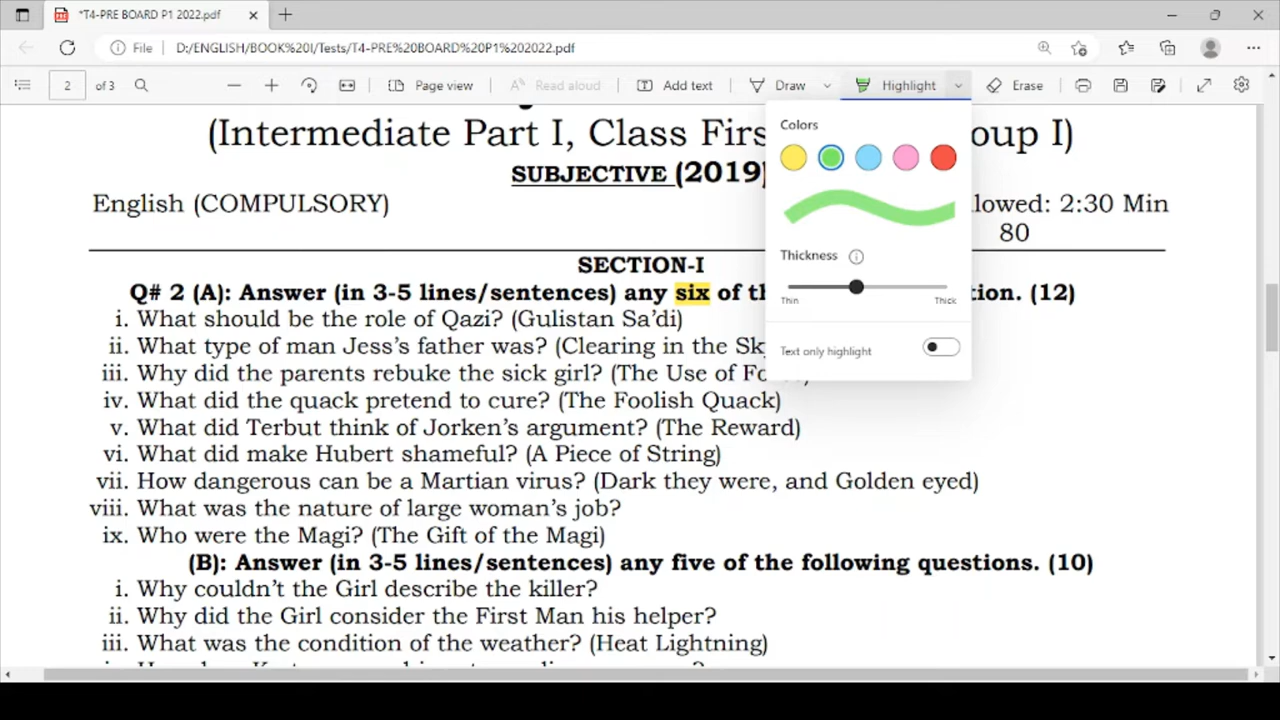 *T4-PRE BOARD P1 2022.pdf
File D:/ENGLISH/BOOK%20I/Tests/T4-PRE%20BOARD%20P1%202022.pdf
2 of 3 Page view Read aloud Add text Draw Highlight Erase
Colors
Thickness
Thin Thick
Text only highlight
(Intermediate Part I, Class Firs oup I)
SUBJECTIVE (2019)
English (COMPULSORY) lowed: 2:30 Min
80
SECTION-I
Q# 2 (A): Answer (in 3-5 lines/sentences) any six of th tion. (12)
i. What should be the role of Qazi? (Gulistan Sa’di)
ii. What type of man Jess’s father was? (Clearing in the Sk
iii. Why did the parents rebuke the sick girl? (The Use of Fo
iv. What did the quack pretend to cure? (The Foolish Quack)
v. What did Terbut think of Jorken’s argument? (The Reward)
vi. What did make Hubert shameful? (A Piece of String)
vii. How dangerous can be a Martian virus? (Dark they were, and Golden eyed)
viii. What was the nature of large woman’s job?
ix. Who were the Magi? (The Gift of the Magi)
(B): Answer (in 3-5 lines/sentences) any five of the following questions. (10)
i. Why couldn’t the Girl describe the killer?
ii. Why did the Girl consider the First Man his helper?
iii. What was the condition of the weather? (Heat Lightning)